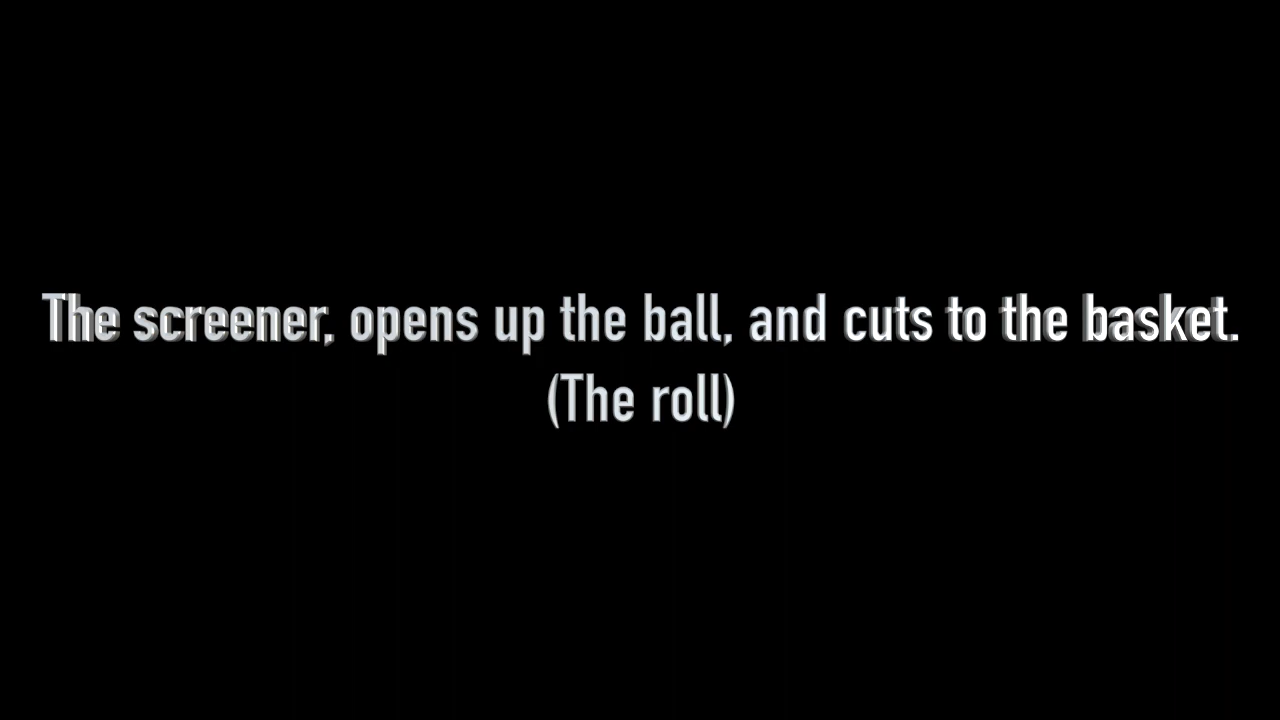 The screener, opens up the ball, and cuts to the basket.
(The roll)